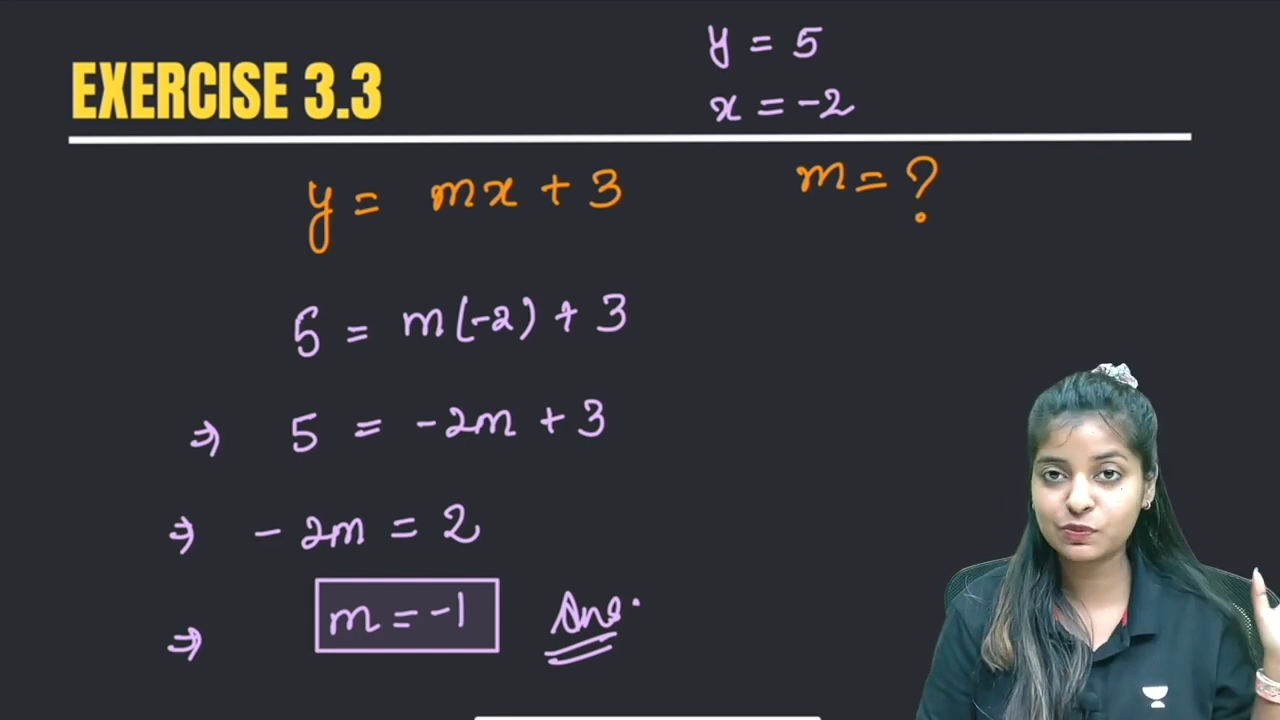 y = 5
EXERCISE 3.3
x = -2
y = mx + 3
m = ?
5 = m(-2) + 3
⇒ 5 = -2m + 3
⇒ - 2m = 2
⇒ m = -1 Ans.